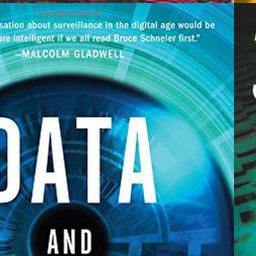 sation about surveillance in the digital age would be
ore intelligent if we all read Bruce Schneier first."
—MALCOLM GLADWELL
DATA
AND